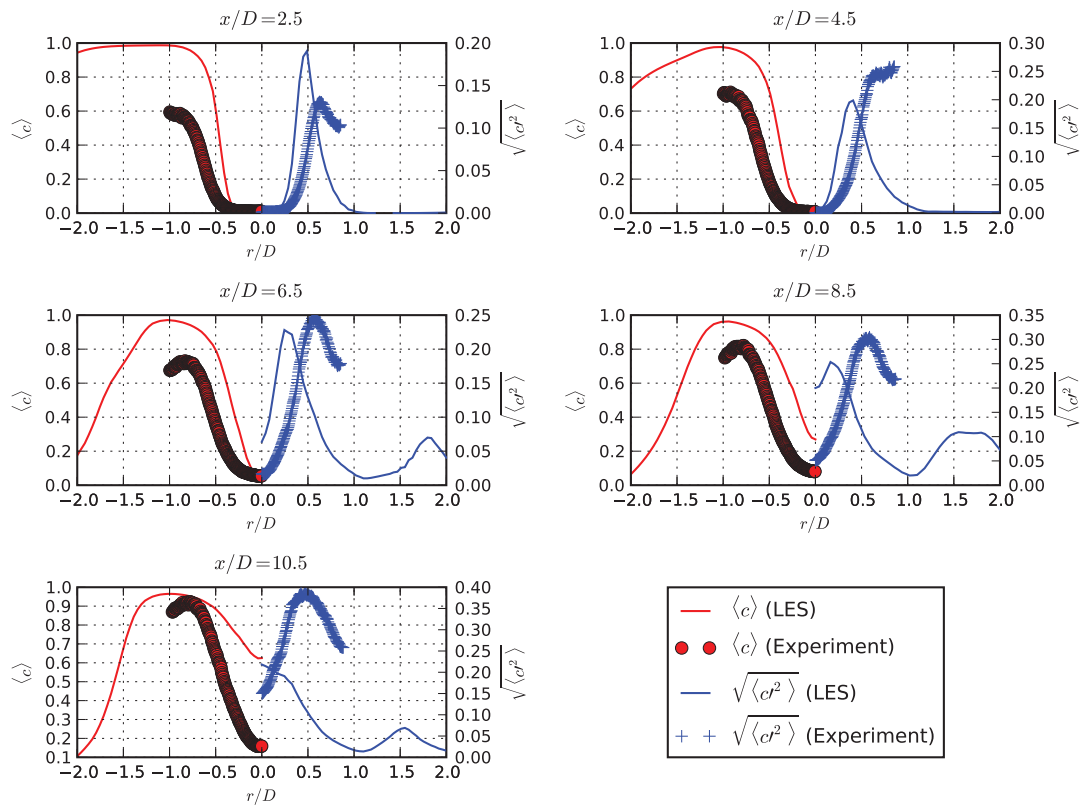 x/D = 2.5
1.0
0.8
0.6
0.4
0.2
0.0
⟨c⟩
0.20
0.15
0.10
0.05
0.00
√⟨c′²⟩
−2.0 −1.5 −1.0 −0.5 0.0 0.5 1.0 1.5 2.0
r/D
x/D = 4.5
1.0
0.8
0.6
0.4
0.2
0.0
⟨c⟩
0.30
0.25
0.20
0.15
0.10
0.05
0.00
√⟨c′²⟩
−2.0 −1.5 −1.0 −0.5 0.0 0.5 1.0 1.5 2.0
r/D
x/D = 6.5
1.0
0.8
0.6
0.4
0.2
0.0
⟨c⟩
0.25
0.20
0.15
0.10
0.05
0.00
√⟨c′²⟩
−2.0 −1.5 −1.0 −0.5 0.0 0.5 1.0 1.5 2.0
r/D
x/D = 8.5
1.0
0.8
0.6
0.4
0.2
0.0
⟨c⟩
0.35
0.30
0.25
0.20
0.15
0.10
0.05
0.00
√⟨c′²⟩
−2.0 −1.5 −1.0 −0.5 0.0 0.5 1.0 1.5 2.0
r/D
x/D = 10.5
1.0
0.9
0.8
0.7
0.6
0.5
0.4
0.3
0.2
0.1
⟨c⟩
0.40
0.35
0.30
0.25
0.20
0.15
0.10
0.05
0.00
√⟨c′²⟩
−2.0 −1.5 −1.0 −0.5 0.0 0.5 1.0 1.5 2.0
r/D
⟨c⟩ (LES)
⟨c⟩ (Experiment)
√⟨c′²⟩ (LES)
√⟨c′²⟩ (Experiment)